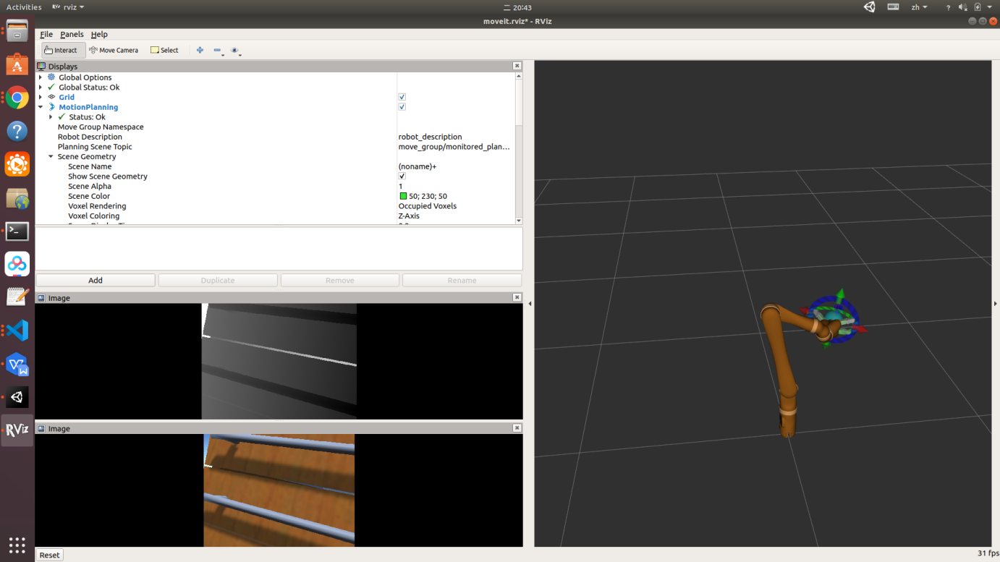 Activities RViz rviz 二 20:43 zh ?
moveit.rviz* - RViz
File Panels Help
Interact Move Camera Select
Displays
Global Options
Global Status: Ok
Grid
MotionPlanning
Status: Ok
Move Group Namespace
Robot Description robot_description
Planning Scene Topic move_group/monitored_plan...
Scene Geometry
Scene Name (noname)+
Show Scene Geometry
Scene Alpha 1
Scene Color 50; 230; 50
Voxel Rendering Occupied Voxels
Voxel Coloring Z-Axis
Add Duplicate Remove Rename
Image
Image
RViz
Reset 31 fps